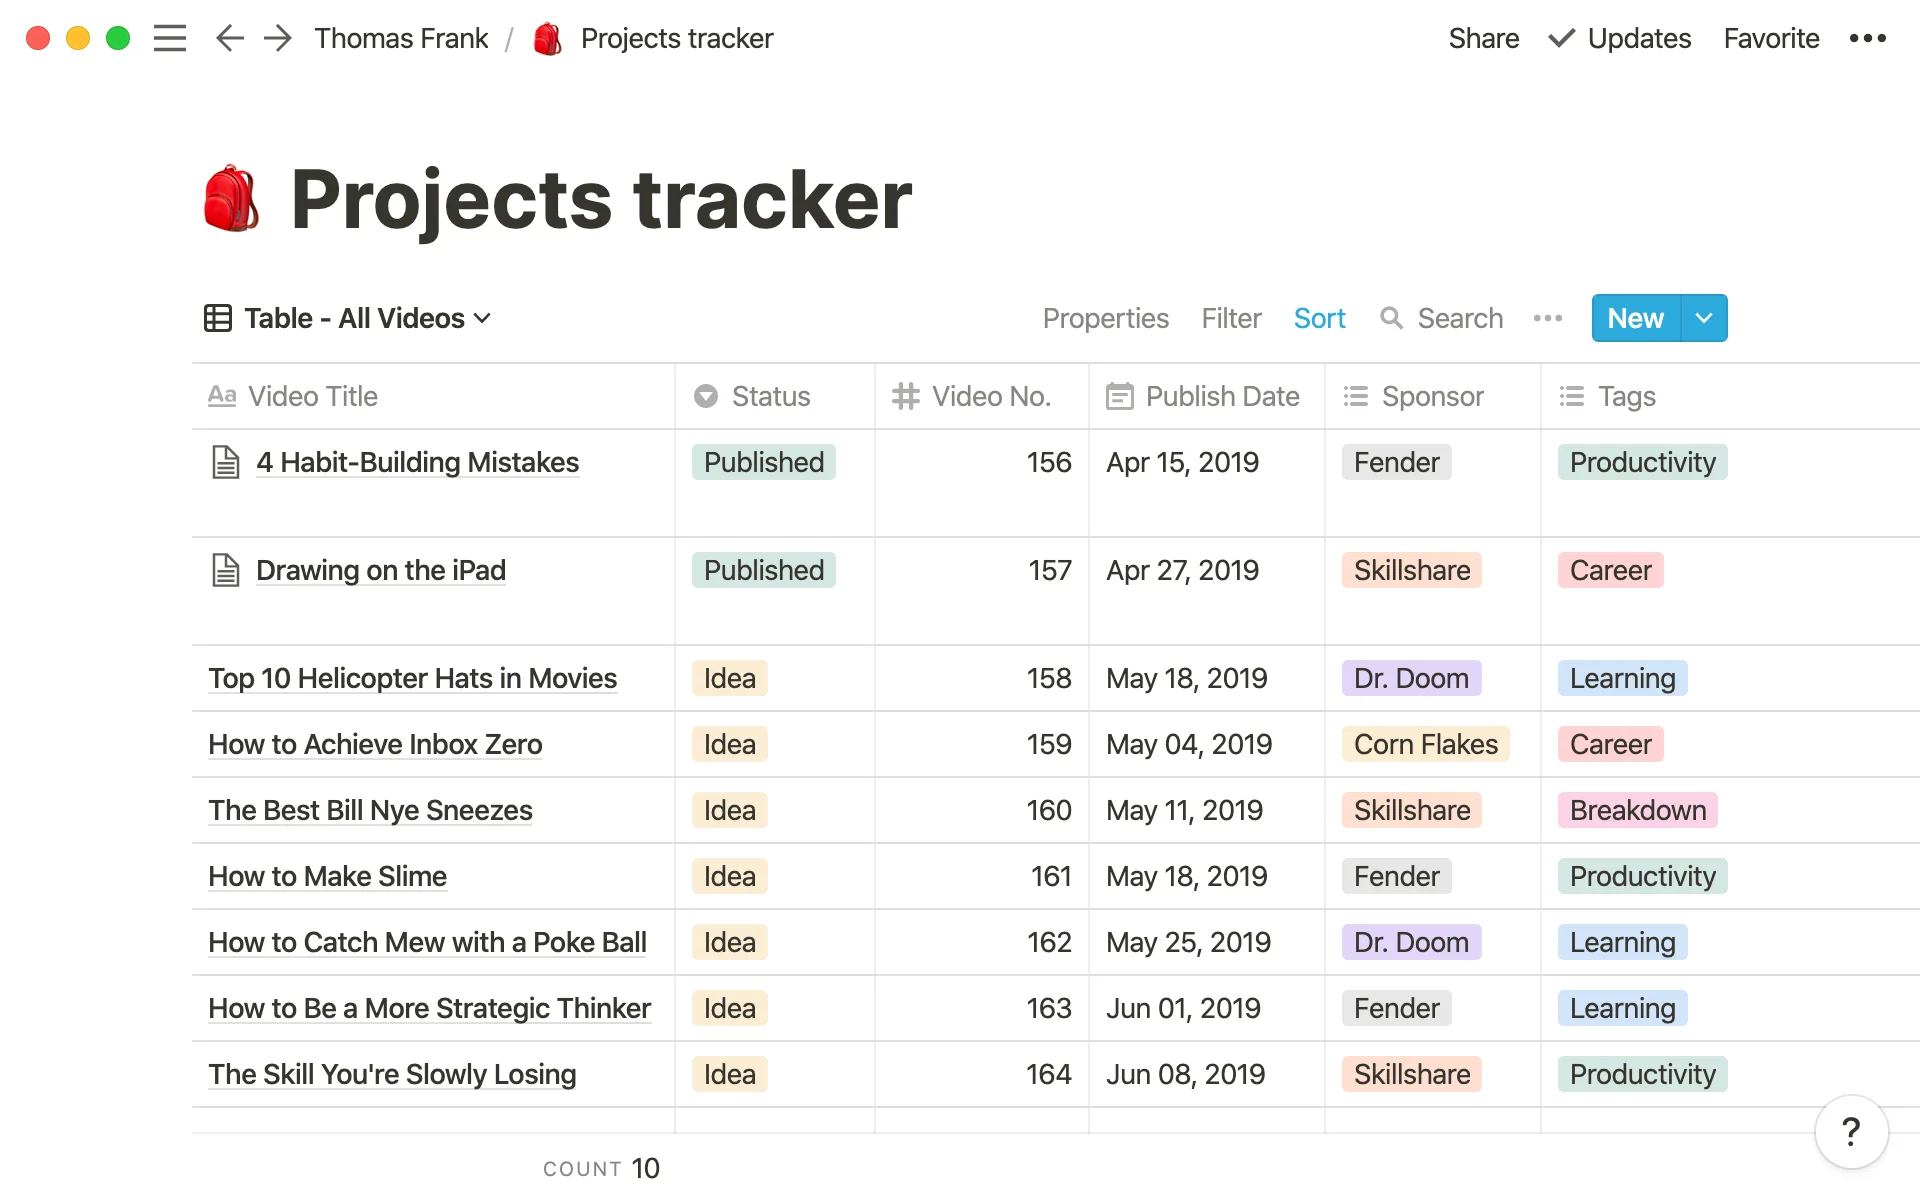 Thomas Frank / Projects tracker Share Updates Favorite •••
Projects tracker
Table - All Videos Properties Filter Sort Search ••• New
Aa Video Title Status # Video No. Publish Date Sponsor Tags
4 Habit-Building Mistakes Published 156 Apr 15, 2019 Fender Productivity
Drawing on the iPad Published 157 Apr 27, 2019 Skillshare Career
Top 10 Helicopter Hats in Movies Idea 158 May 18, 2019 Dr. Doom Learning
How to Achieve Inbox Zero Idea 159 May 04, 2019 Corn Flakes Career
The Best Bill Nye Sneezes Idea 160 May 11, 2019 Skillshare Breakdown
How to Make Slime Idea 161 May 18, 2019 Fender Productivity
How to Catch Mew with a Poke Ball Idea 162 May 25, 2019 Dr. Doom Learning
How to Be a More Strategic Thinker Idea 163 Jun 01, 2019 Fender Learning
The Skill You're Slowly Losing Idea 164 Jun 08, 2019 Skillshare Productivity
?
COUNT 10